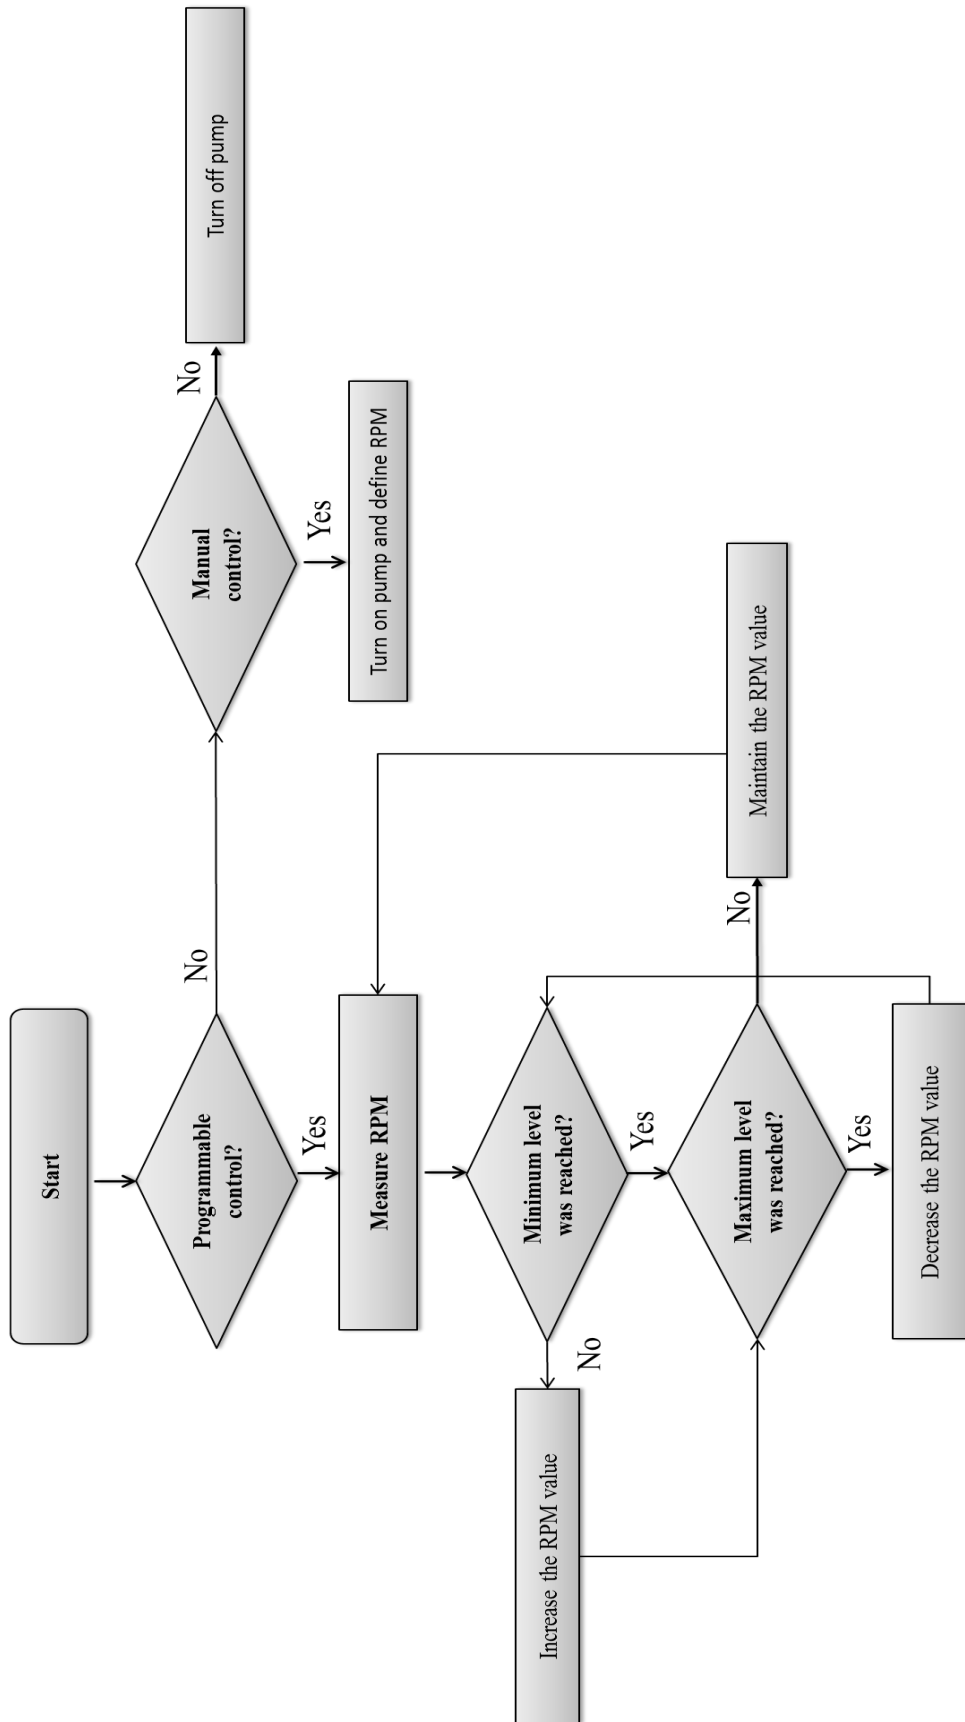 Start
Programmable
control?
No
Manual
control?
No
Turn off pump
Yes
Turn on pump and define RPM
Yes
Measure RPM
Minimum level
was reached?
No
Increase the RPM value
Yes
Maximum level
was reached?
No
Maintain the RPM value
Yes
Decrease the RPM value